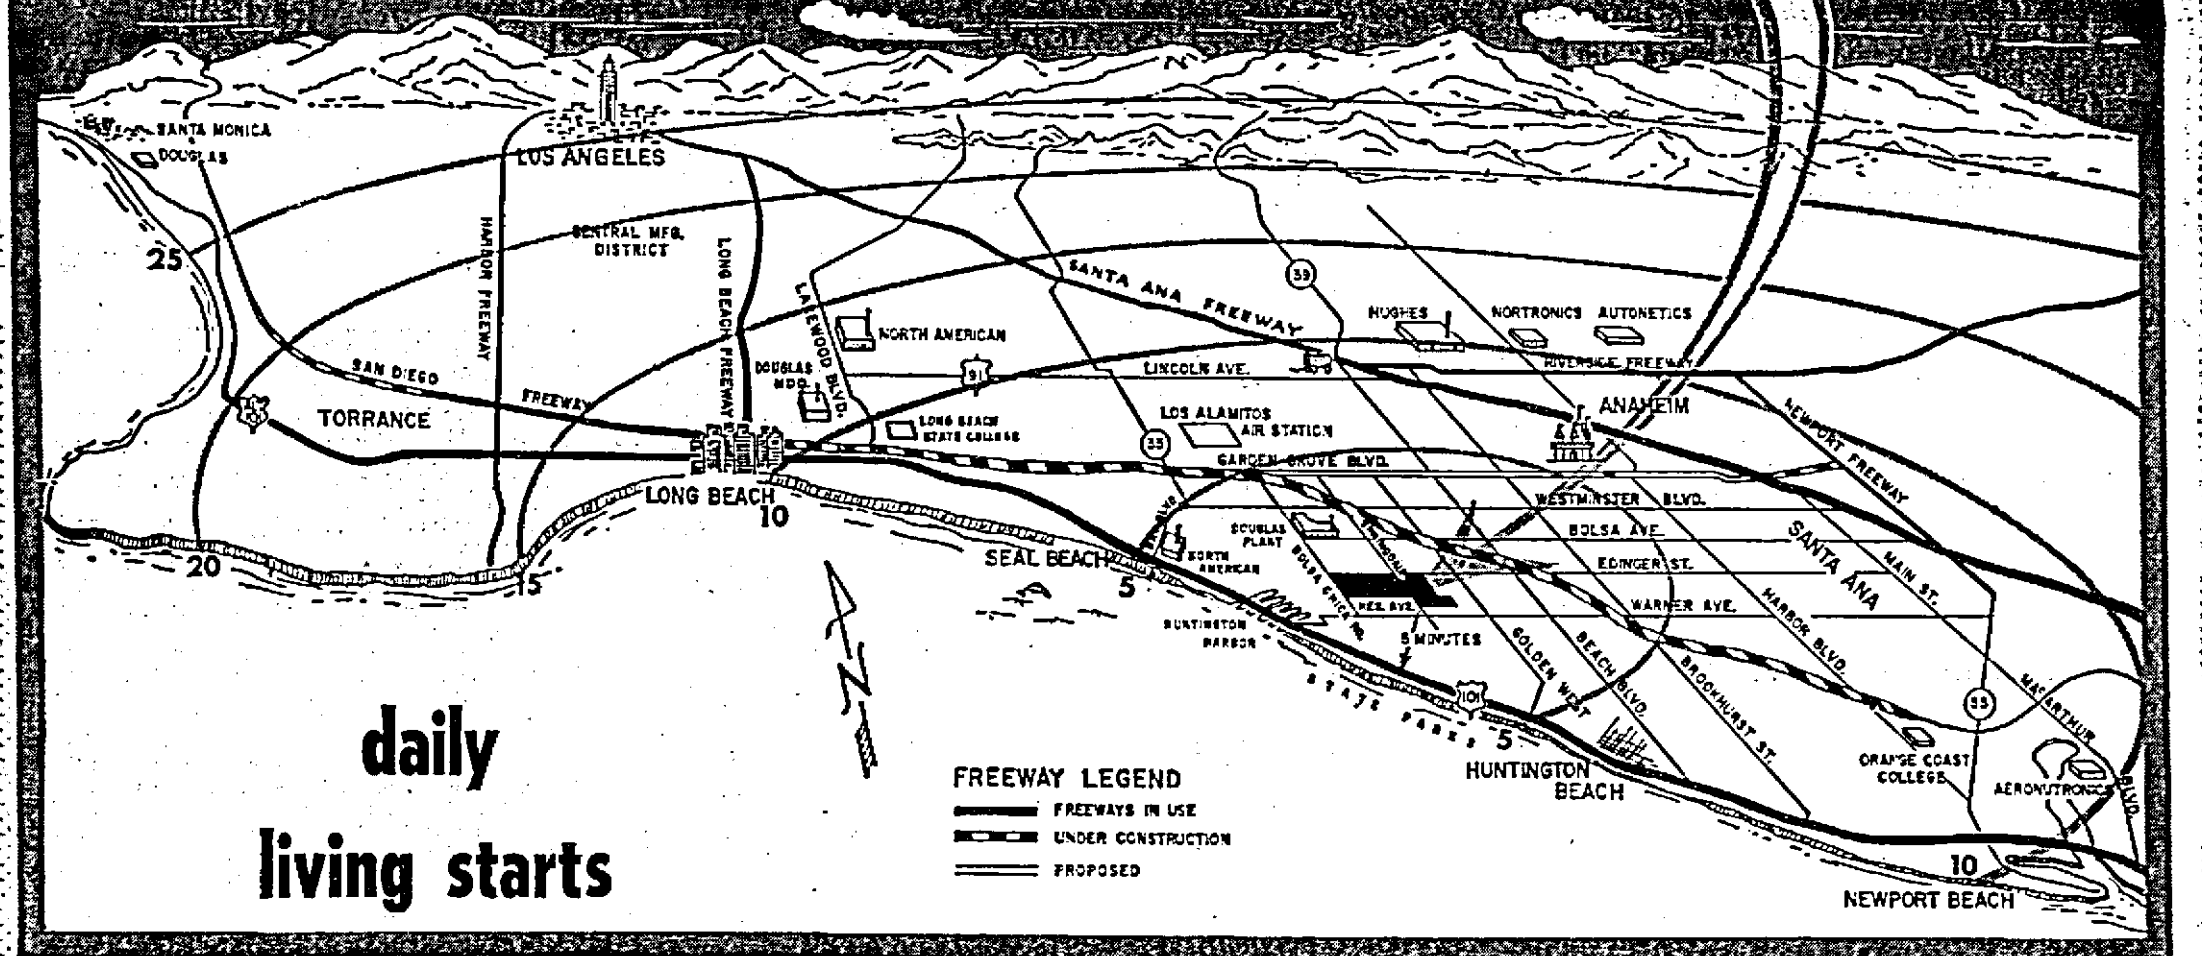 SANTA MONICA
DOUGLAS
LOS ANGELES
25
HARBOR FREEWAY
CENTRAL MFG.
DISTRICT
LONG BEACH FREEWAY
LAKEWOOD BLVD.
NORTH AMERICAN
SANTA ANA FREEWAY
39
HUGHES
NORTRONICS
AUTONETICS
RIVERSIDE FREEWAY
SAN DIEGO
FREEWAY
DOUGLAS
91
LINCOLN AVE.
TORRANCE
LONG BEACH
STATE COLLEGE
LOS ALAMITOS
AIR STATION
35
ANAHEIM
NEWPORT FREEWAY
GARDEN GROVE BLVD.
LONG BEACH
10
WESTMINSTER BLVD.
DOUGLAS
PLANT
BOLSA AVE.
SEAL BEACH
NORTH
AMERICAN
BOLSA CHICA RD.
EDINGER ST.
SANTA ANA
MAIN ST.
20
15
5
WARNER AVE.
HARBOR BLVD.
HUNTINGTON
HARBOR
5 MINUTES
GOLDEN WEST
BEACH BLVD.
BROOKHURST ST.
STATE PARKS
101
5
HUNTINGTON
BEACH
55
MACARTHUR
BLVD.
ORANGE COAST
COLLEGE
AERONUTRONICS
10
NEWPORT BEACH
daily
living starts
FREEWAY LEGEND
FREEWAYS IN USE
UNDER CONSTRUCTION
PROPOSED